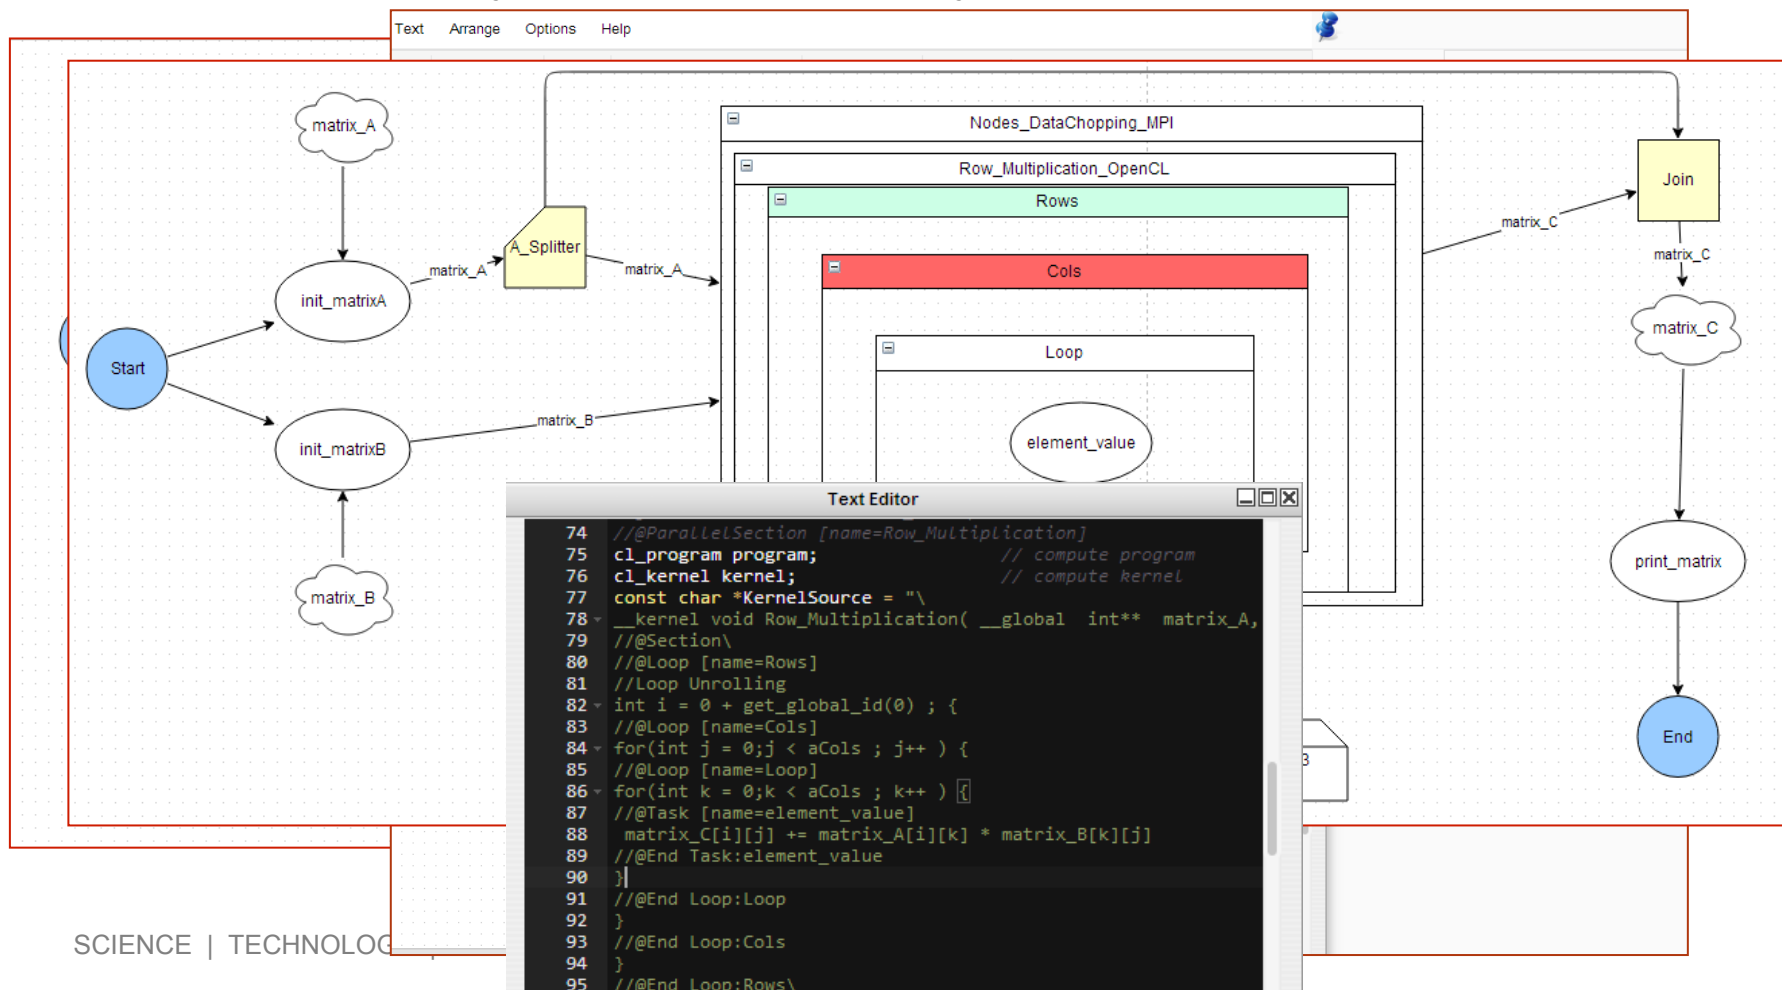 Text Arrange Options Help
matrix_A
Nodes_DataChopping_MPI
Row_Multiplication_OpenCL
Join
Rows
matrix_C
A_Splitter
matrix_A
matrix_A
matrix_C
Cols
init_matrixA
matrix_C
Loop
Start
matrix_B
element_value
init_matrixB
Text Editor
74 //@ParallelSection [name=Row_Multiplication]
75 cl_program program; // compute program
76 cl_kernel kernel; // compute kernel
77 const char *KernelSource = "\
78 __kernel void Row_Multiplication( __global int** matrix_A,
79 //@Section\
80 //@Loop [name=Rows]
81 //Loop Unrolling
82 int i = 0 + get_global_id(0) ; {
83 //@Loop [name=Cols]
84 for(int j = 0;j < aCols ; j++ ) {
85 //@Loop [name=Loop]
86 for(int k = 0;k < aCols ; k++ ) {
87 //@Task [name=element_value]
88 matrix_C[i][j] += matrix_A[i][k] * matrix_B[k][j]
89 //@End Task:element_value
90 }
91 //@End Loop:Loop
92 }
93 //@End Loop:Cols
94 }
95 //@End Loop:Rows\
print_matrix
matrix_B
End
3
SCIENCE | TECHNOLOG